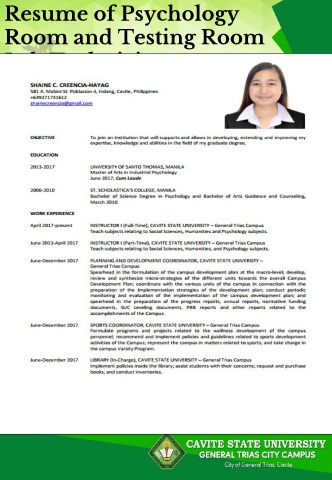 Resume of Psychology
Room and Testing Room
SHAINE C. CREENCIA-HAYAG
581 A. Mabini St. Poblacion 4, Indang, Cavite, Philippines
+639271731612
shainecreencia@gmail.com
OBJECTIVE To join an institution that will supports and allows in developing, extending and improving my
expertise, knowledge and abilities in the field of my graduate degree.
EDUCATION
2013-2017 UNIVERSITY OF SANTO THOMAS, MANILA
Master of Arts in Industrial Psychology
June 2017; Cum Laude
2006-2010 ST. SCHOLASTICA'S COLLEGE, MANILA
Bachelor of Science Degree in Psychology and Bachelor of Arts Guidance and Counseling,
March 2010
WORK EXPERIENCE
April 2017-present INSTRUCTOR I (Full-Time), CAVITE STATE UNIVERSITY – General Trias Campus
Teach subjects relating to Social Sciences, Humanities and Psychology subjects.
June 2013-April 2017 INSTRUCTOR I (Part-Time), CAVITE STATE UNIVERSITY – General Trias Campus
Teach subjects relating to Social Sciences, Humanities, and Psychology subjects.
June-December 2017 PLANNING AND DEVELOPMENT COORDINATOR, CAVITE STATE UNIVERSITY –
General Trias Campus
Spearhead in the formulation of the campus development plan at the macro-level; develop,
review and synthesize micro-strategies of the different units towards the overall Campus
Development Plan; coordinate with the various units of the campus in connection with the
preparation of the implementation strategies of the development plan; conduct periodic
monitoring and evaluation of the implementation of the campus development plan; and
spearhead in the preparation of the progress reports, annual reports, narrative funding
documents, SUC Leveling documents, PBB reports and other reports related to the
accomplishments of the Campus.
June-December 2017 SPORTS COORDINATOR, CAVITE STATE UNIVERSITY – General Trias Campus
Formulate programs and projects related to the wellness development of the campus
personnel; recommend and implement policies and guidelines related to sports development
activities of the Campus; represent the campus in matters related to sports; and take charge in
the campus Varsity Program.
June-December 2017 LIBRARY (In-Charge), CAVITE STATE UNIVERSITY – General Trias Campus
Implement policies inside the library; assist students with their concerns; request and purchase
books; and conduct inventories.
CAVITE STATE UNIVERSITY
GENERAL TRIAS CITY CAMPUS
City of General Trias, Cavite